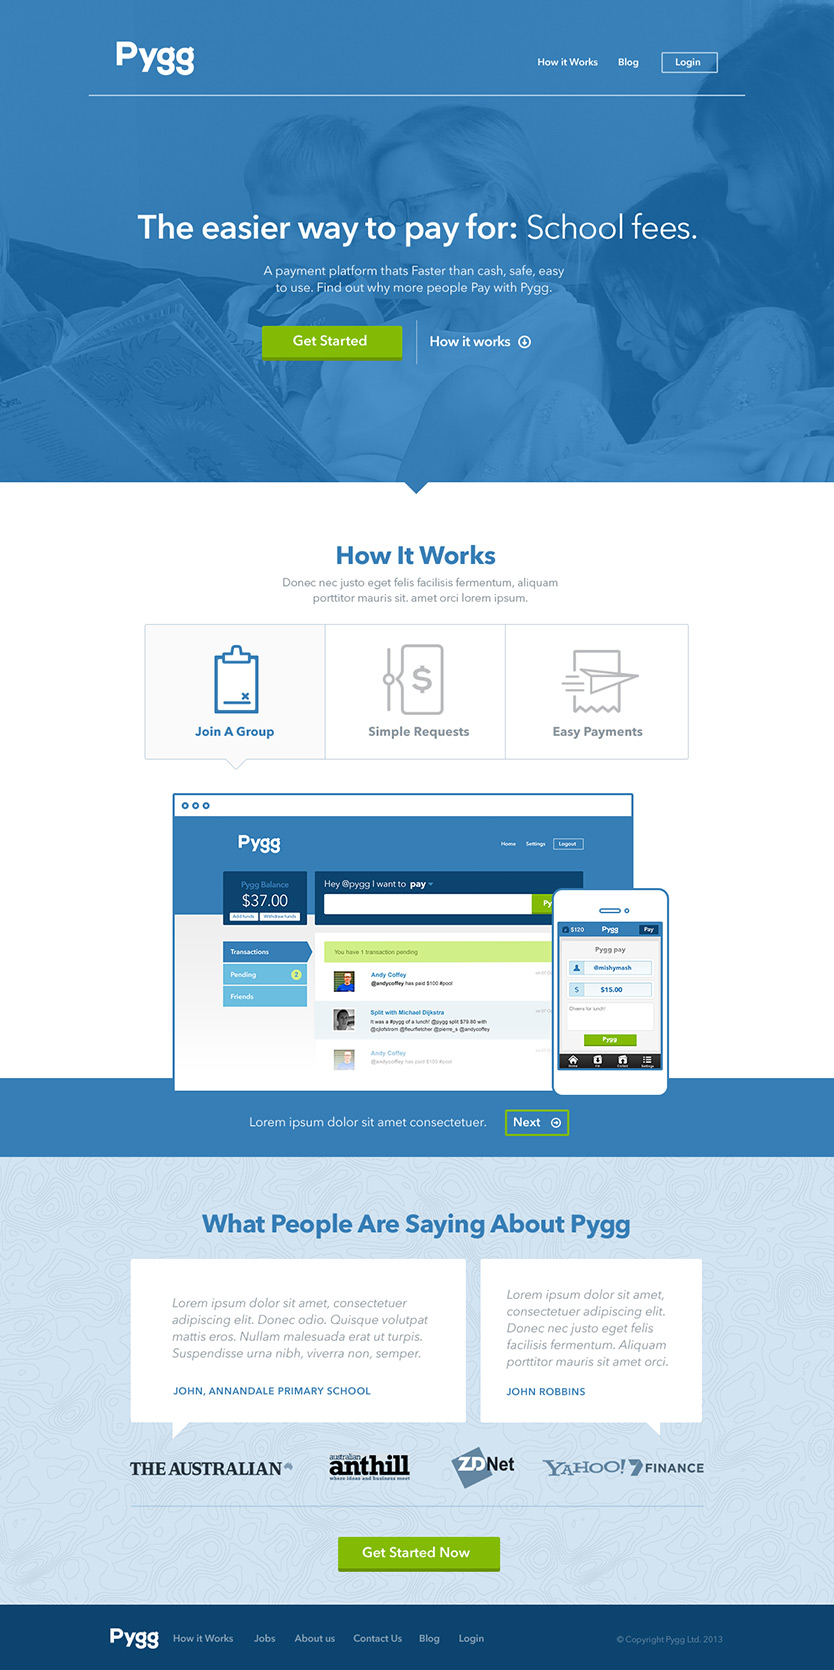 Pygg
How it Works Blog Login
The easier way to pay for: School fees.
A payment platform thats Faster than cash, safe, easy
to use. Find out why more people Pay with Pygg.
Get Started How it works
How It Works
Donec nec justo eget felis facilisis fermentum, aliquam
porttitor mauris sit. amet orci lorem ipsum.
Join A Group Simple Requests Easy Payments
Pygg
Home Settings Logout
Pygg Balance
$37.00
Add funds Withdraw funds
Hey @pygg I want to pay
Py
Transactions
Pending 2
Friends
You have 1 transaction pending
Andy Coffey
@andycoffey has paid $100 #pool
Split with Michael Dijkstra
It was a #pygg of a lunch! @pygg split $79.80 with
@cjlofstrom @fleurfletcher @pierre_s @andycoffey
Andy Coffey
@andycoffey has paid $100 #pool
$120 Pygg Pay
Pygg pay
@mishymash
$ $15.00
Cheers for lunch!
Pygg
Home
Settings
Lorem ipsum dolor sit amet consectetuer. Next
What People Are Saying About Pygg
Lorem ipsum dolor sit amet, consectetuer
adipiscing elit. Donec odio. Quisque volutpat
mattis eros. Nullam malesuada erat ut turpis.
Suspendisse urna nibh, viverra non, semper.
JOHN, ANNANDALE PRIMARY SCHOOL
Lorem ipsum dolor sit amet,
consectetuer adipiscing elit.
Donec nec justo eget felis
facilisis fermentum. Aliquam
porttitor mauris sit amet orci.
JOHN ROBBINS
THE AUSTRALIAN
australian
anthill
where ideas and business meet
ZDNet
YAHOO!7 FINANCE
Get Started Now
Pygg How it Works Jobs About us Contact Us Blog Login
© Copyright Pygg Ltd. 2013